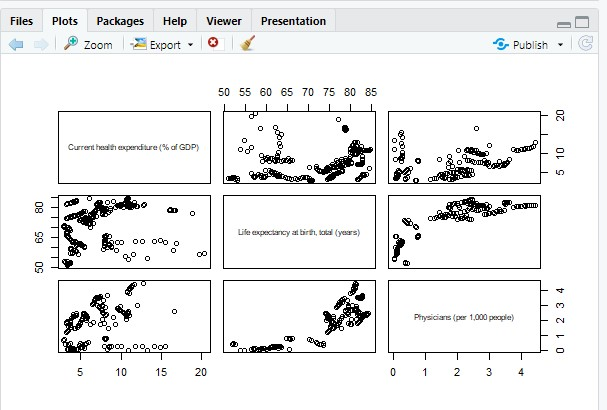 Files Plots Packages Help Viewer Presentation
Zoom Export Publish
50 55 60 65 70 75 80 85
Current health expenditure (% of GDP)
5 10 20
50 65 80
Life expectancy at birth, total (years)
Physicians (per 1,000 people)
0 1 2 3 4
5 10 15 20
0 1 2 3 4